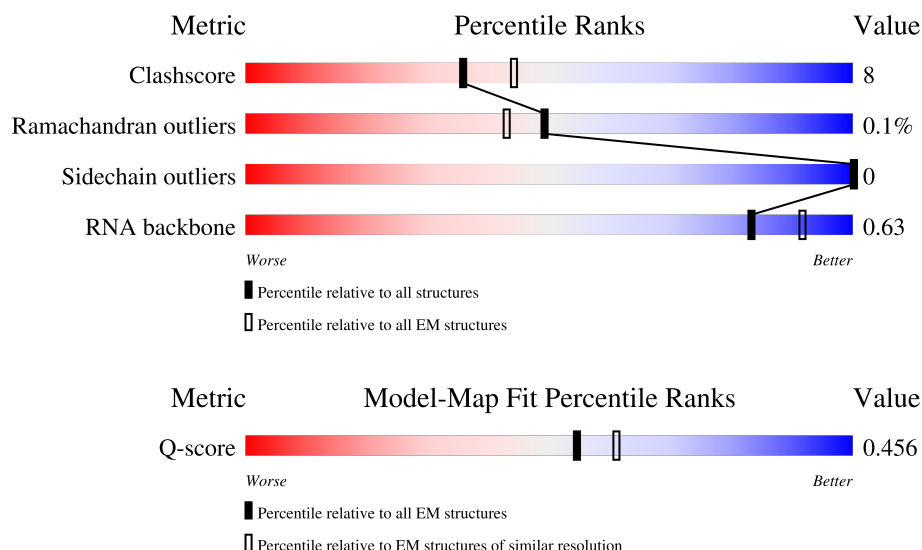 Metric Percentile Ranks Value
Clashscore 8
Ramachandran outliers 0.1%
Sidechain outliers 0
RNA backbone 0.63
Worse Better
Percentile relative to all structures
Percentile relative to all EM structures
Metric Model-Map Fit Percentile Ranks Value
Q-score 0.456
Worse Better
Percentile relative to all EM structures
Percentile relative to EM structures of similar resolution